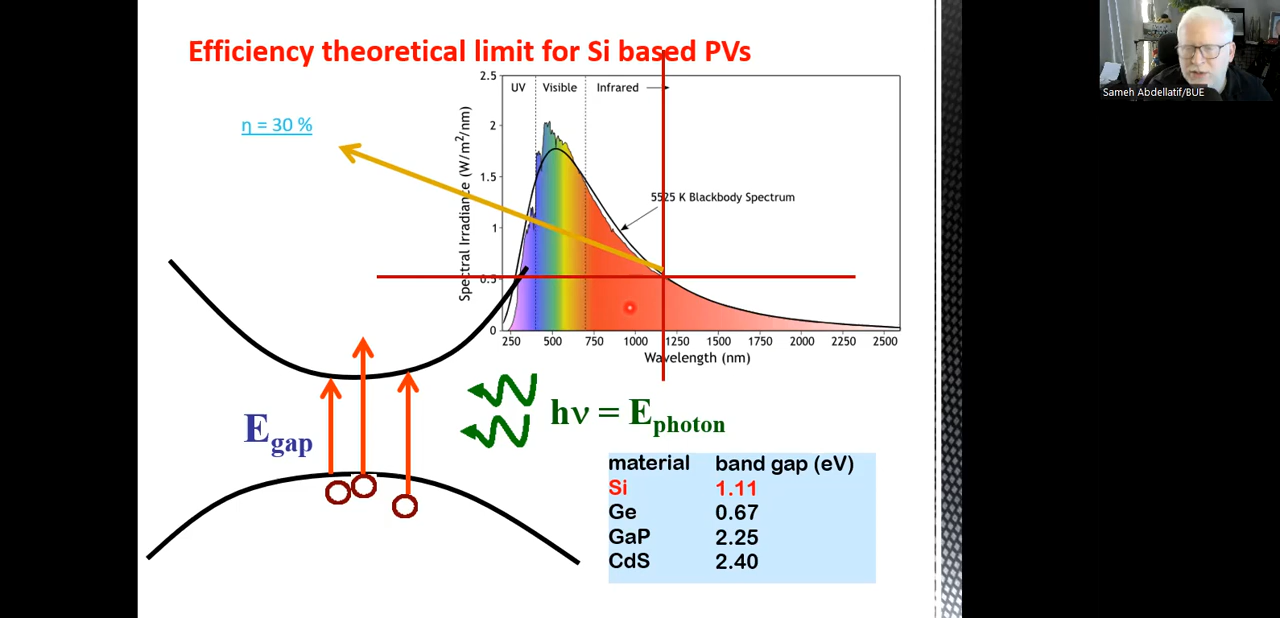 Efficiency theoretical limit for Si based PVs
η = 30 %
Spectral Irradiance (W/m²/nm)
2.5
2
1.5
1
0.5
0
UV Visible Infrared
5525 K Blackbody Spectrum
250 500 750 1000 1250 1500 1750 2000 2250 2500
Wavelength (nm)
Egap
hν = Ephoton
material band gap (eV)
Si 1.11
Ge 0.67
GaP 2.25
CdS 2.40
Sameh Abdellatif/BUE